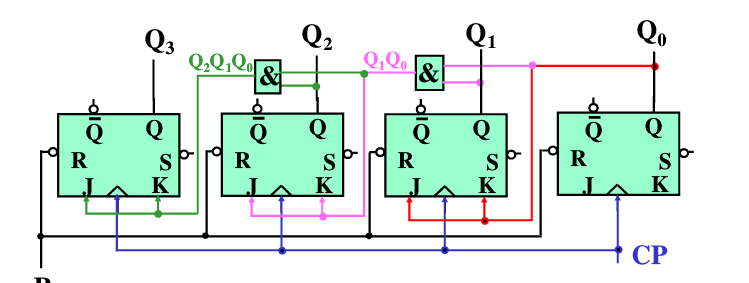 Q3 Q2 Q1 Q0
Q2Q1Q0 & Q1Q0 &
Q̅ Q Q̅ Q Q̅ Q Q̅ Q
R S R S R S R S
J K J K J K J K
CP